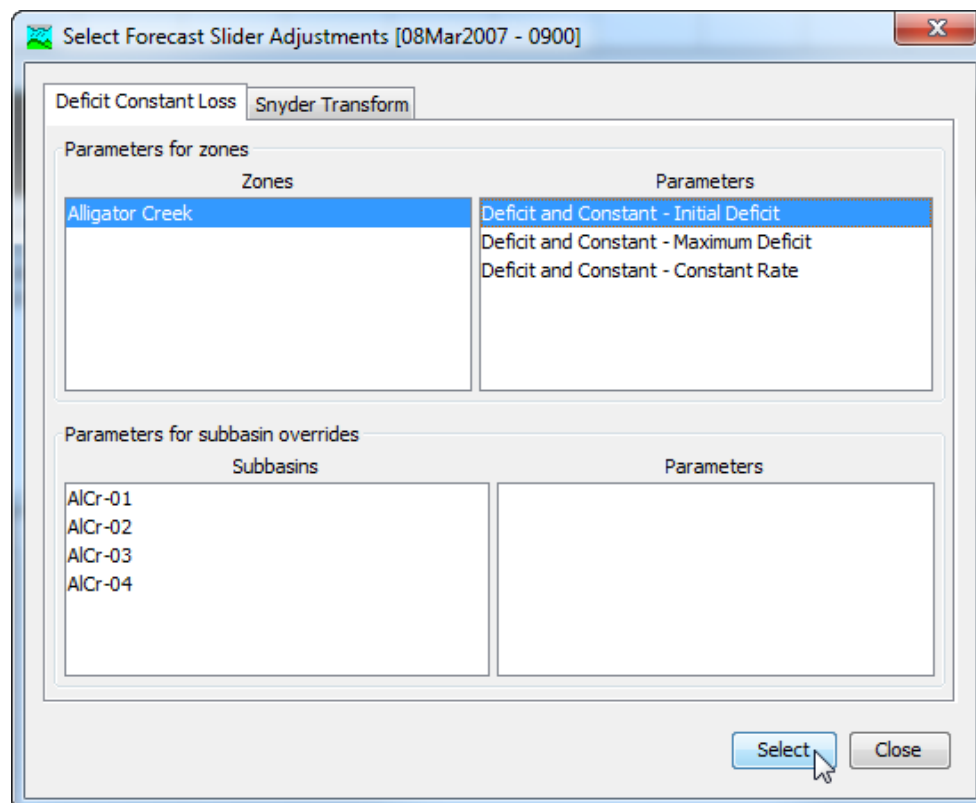 Select Forecast Slider Adjustments [08Mar2007 - 0900]
Deficit Constant Loss
Snyder Transform
Parameters for zones
Zones
Parameters
Alligator Creek
Deficit and Constant - Initial Deficit
Deficit and Constant - Maximum Deficit
Deficit and Constant - Constant Rate
Parameters for subbasin overrides
Subbasins
Parameters
AlCr-01
AlCr-02
AlCr-03
AlCr-04
Select
Close